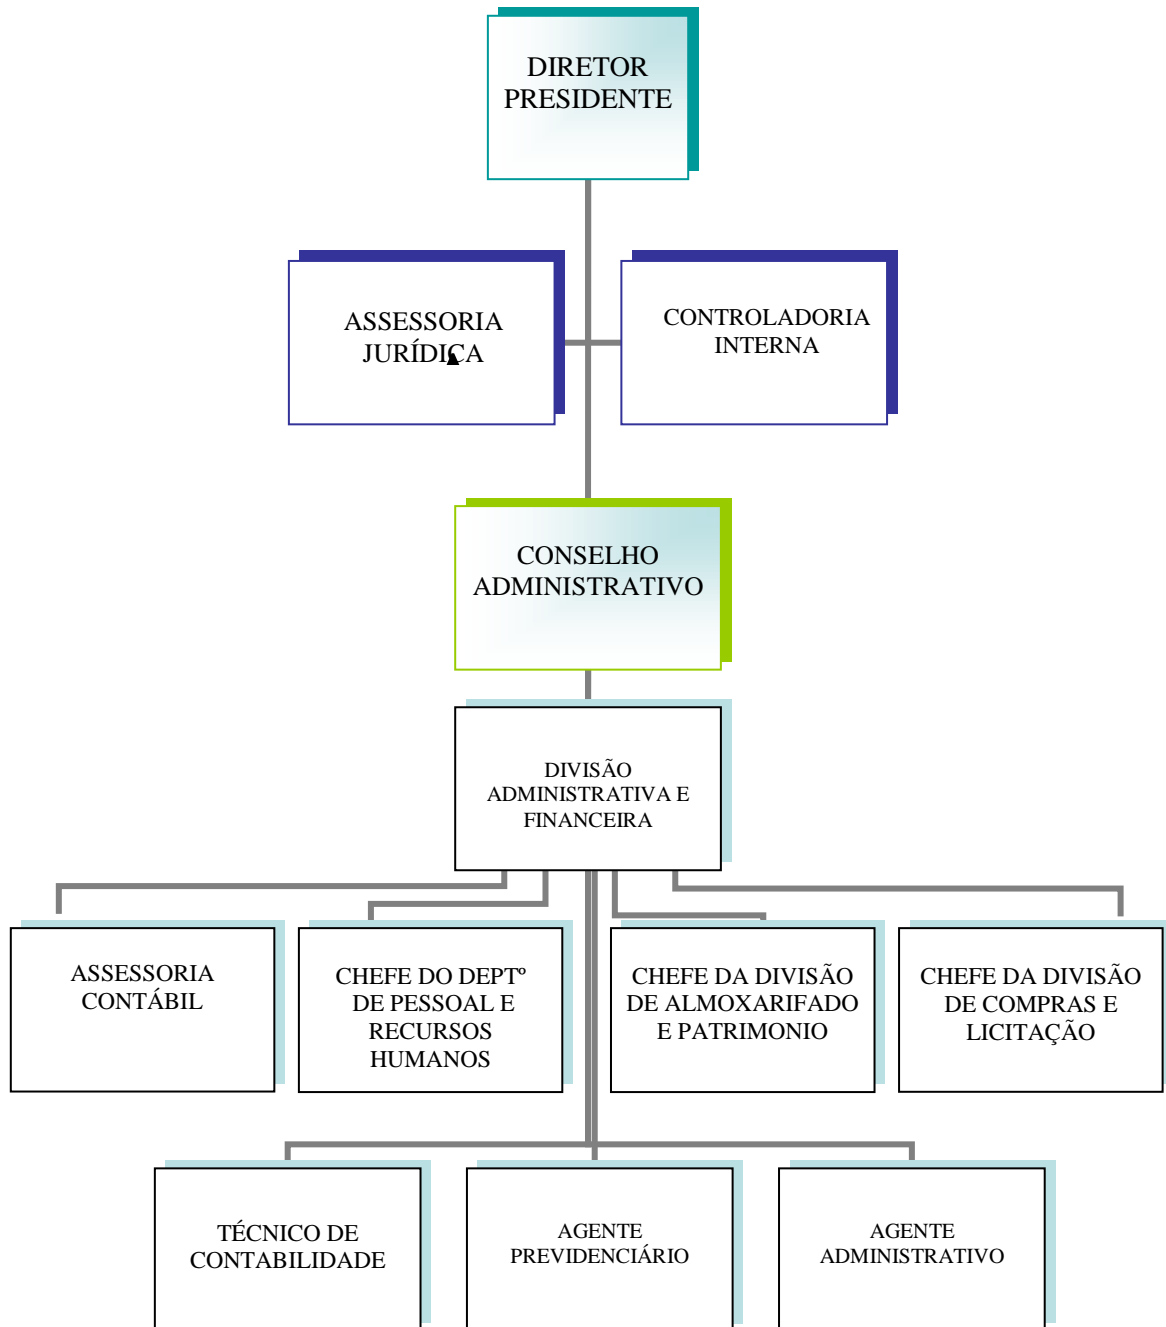 DIRETOR
PRESIDENTE
ASSESSORIA
JURÍDICA
CONTROLADORIA
INTERNA
CONSELHO
ADMINISTRATIVO
DIVISÃO
ADMINISTRATIVA E
FINANCEIRA
ASSESSORIA
CONTÁBIL
CHEFE DO DEPTº
DE PESSOAL E
RECURSOS
HUMANOS
CHEFE DA DIVISÃO
DE ALMOXARIFADO
E PATRIMONIO
CHEFE DA DIVISÃO
DE COMPRAS E
LICITAÇÃO
TÉCNICO DE
CONTABILIDADE
AGENTE
PREVIDENCIÁRIO
AGENTE
ADMINISTRATIVO